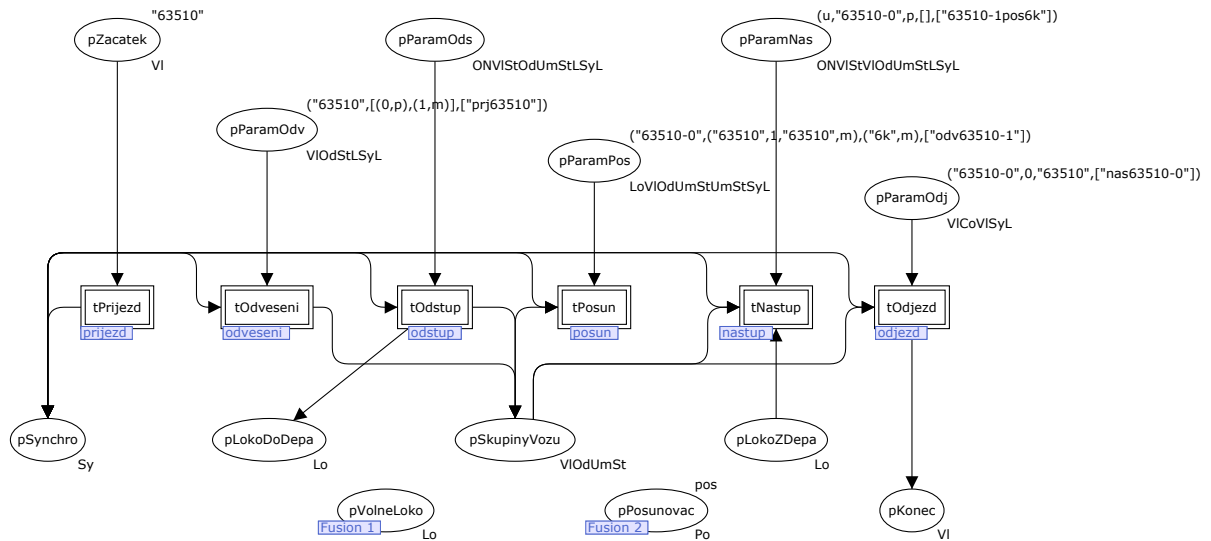 "63510"
pZacatek
Vl
pParamOds
ONVlStOdUmStLSyL
(u,"63510-0",p,[],["63510-1pos6k"])
pParamNas
ONVlStVlOdUmStLSyL
("63510",[(0,p),(1,m)],["prj63510"])
pParamOdv
VlOdStLSyL
("63510-0",("63510",1,"63510",m),("6k",m),["odv63510-1"])
pParamPos
LoVlOdUmStUmStSyL
("63510-0",0,"63510",["nas63510-0"])
pParamOdj
VlCoVlSyL
tPrijezd
prijezd
tOdveseni
odveseni
tOdstup
odstup
tPosun
posun
tNastup
nastup
tOdjezd
odjezd
pSynchro
Sy
pLokoDoDepa
Lo
pSkupinyVozu
VlOdUmSt
pLokoZDepa
Lo
pVolneLoko
Fusion 1
Lo
pos
pPosunovac
Fusion 2
Po
pKonec
Vl